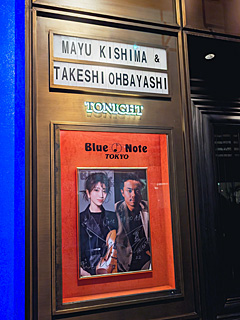 MAYU KISHIMA &
TAKESHI OHBAYASHI
TONIGHT
Blue Note
TOKYO